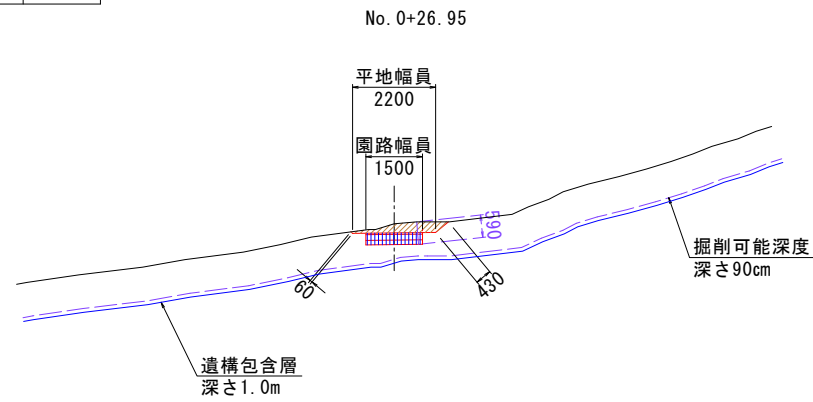 No.0+26.95
平地幅員
2200
園路幅員
1500
590
掘削可能深度
深さ90cm
60
430
遺構包含層
深さ1.0m